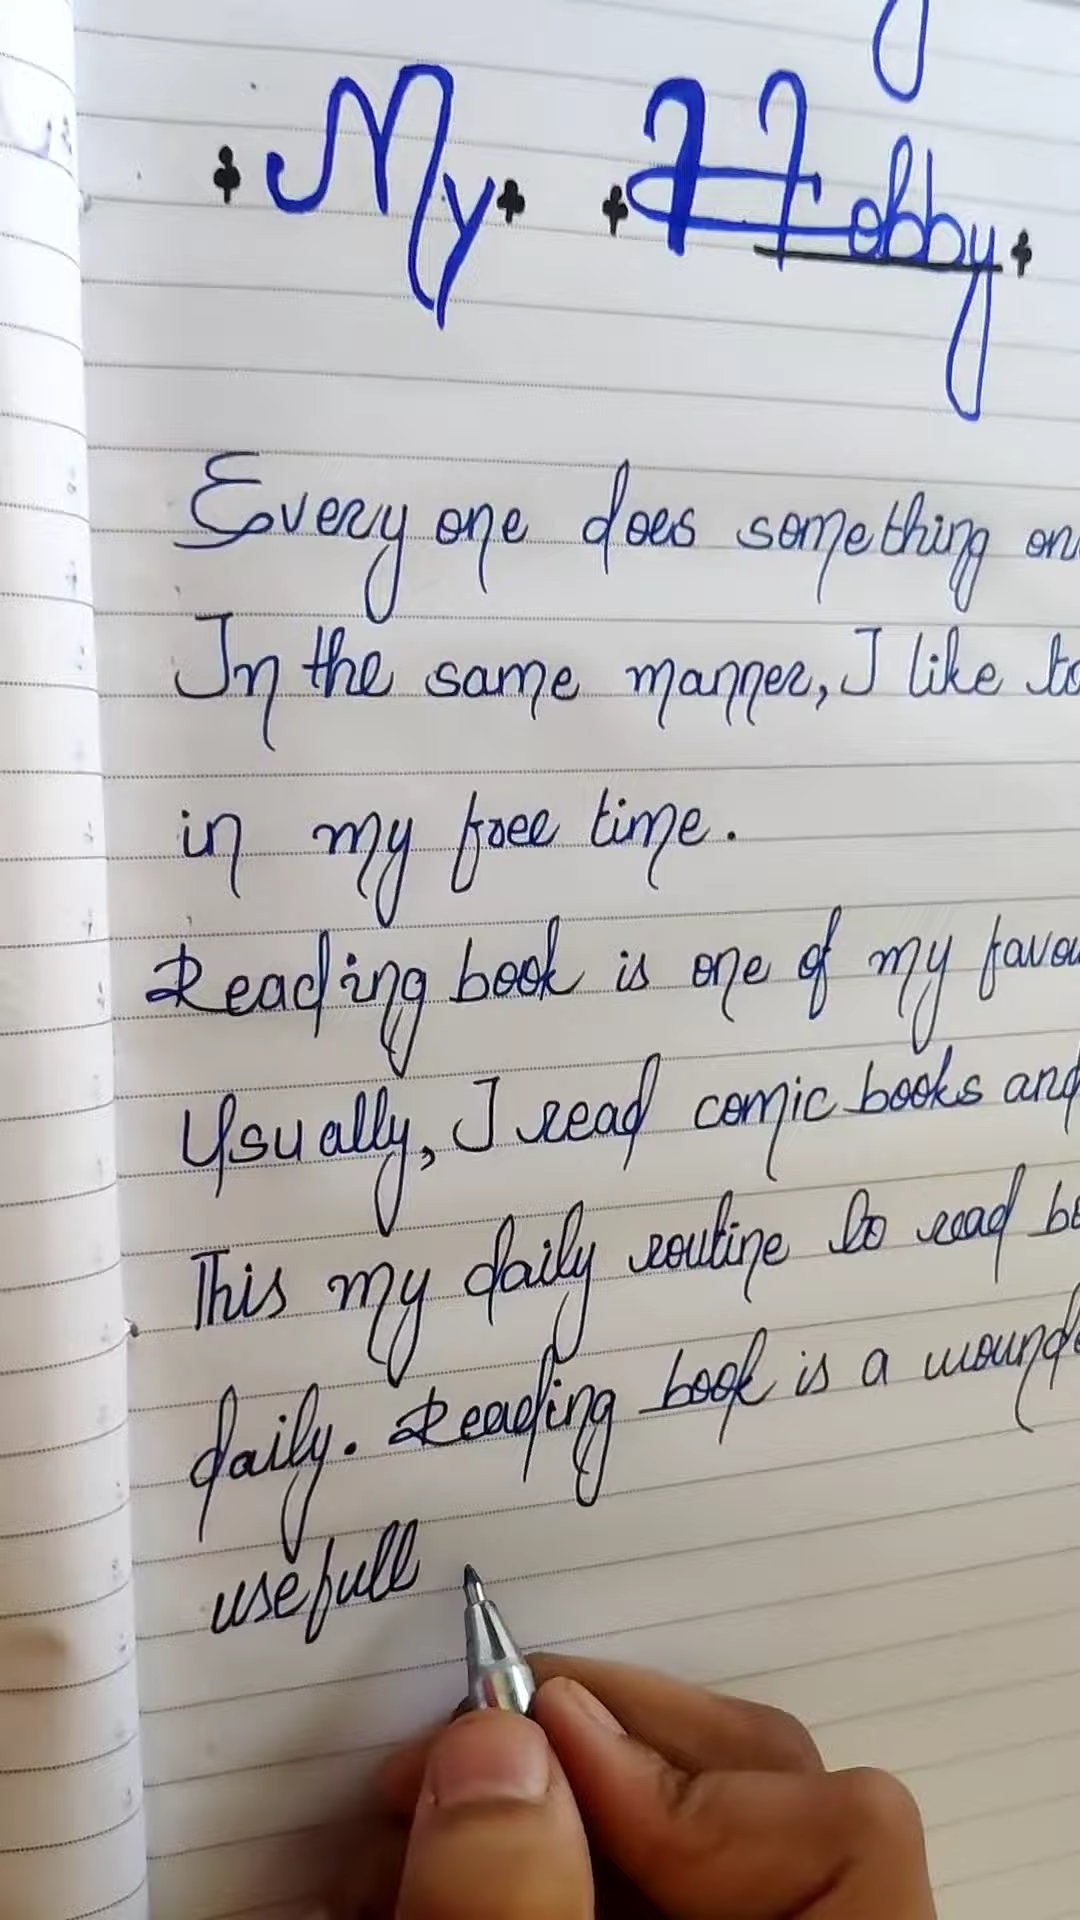 My Hobby
Every one does something on
In the same manner, I like to
in my free time.
Reading book is one of my favou
Usually, I read comic books and
This my daily routine to read bo
daily. Reading book is a wounde
usefull